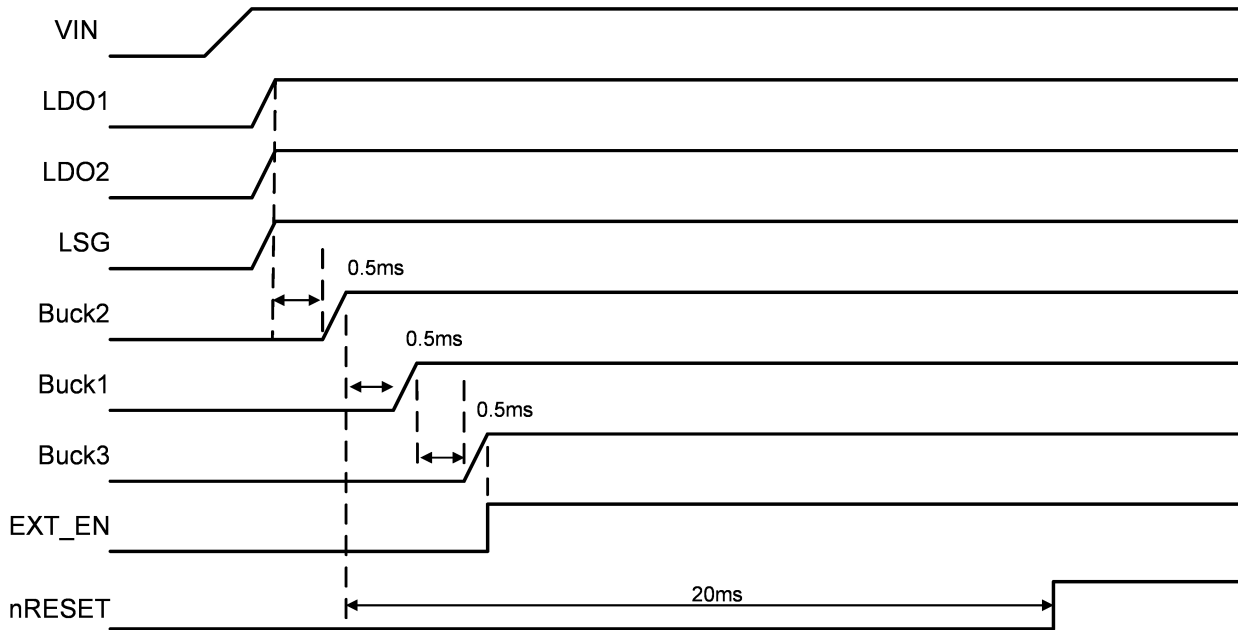 VIN
LDO1
LDO2
LSG
0.5ms
Buck2
0.5ms
Buck1
0.5ms
Buck3
EXT_EN
20ms
nRESET